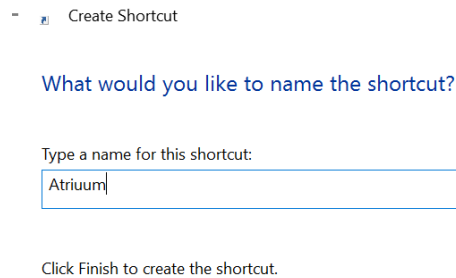 Create Shortcut
What would you like to name the shortcut?
Type a name for this shortcut:
Atriuum
Click Finish to create the shortcut.